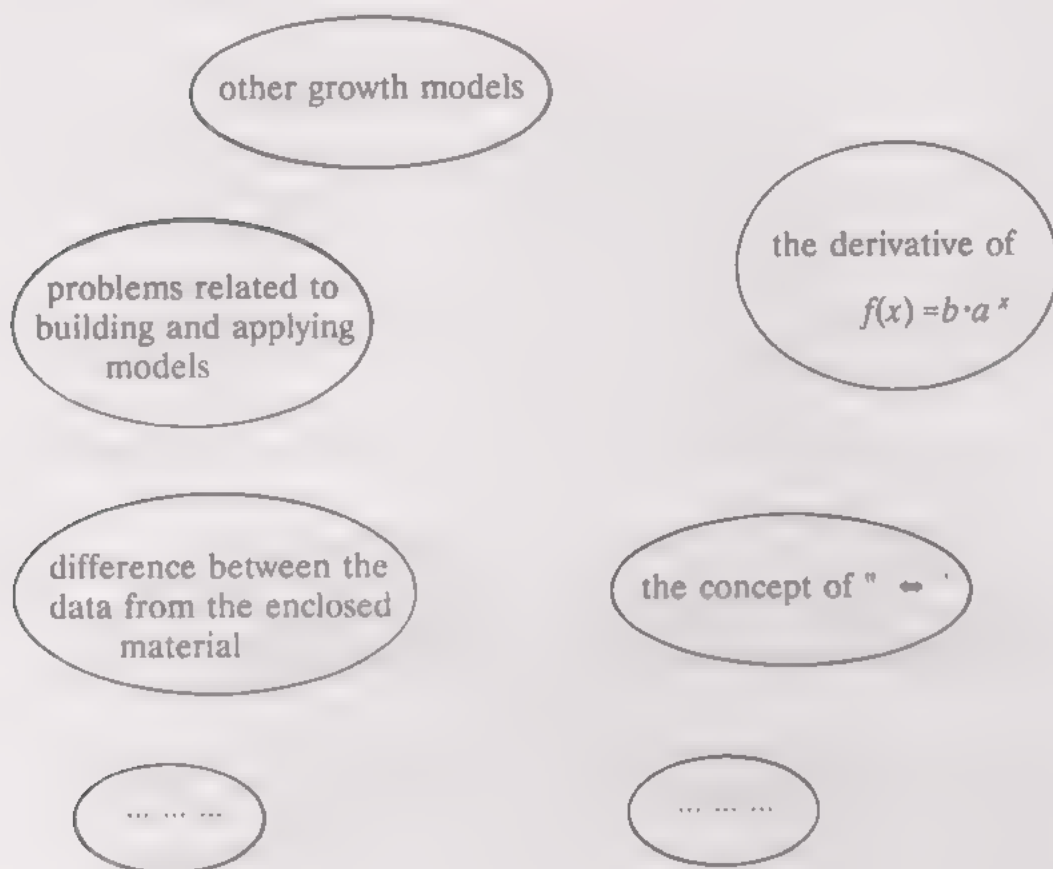 other growth models
the derivative of
f(x) = b·a^x
problems related to
building and applying
models
difference between the
data from the enclosed
material
the concept of " ⇔ '
... ... ...
... ... ...